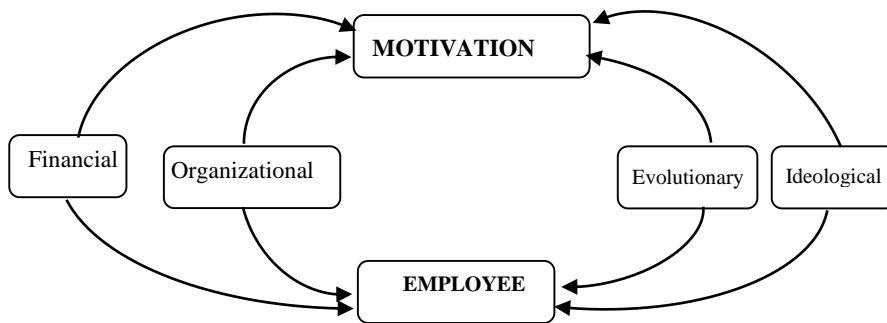 MOTIVATION
Financial
Organizational
Evolutionary
Ideological
EMPLOYEE